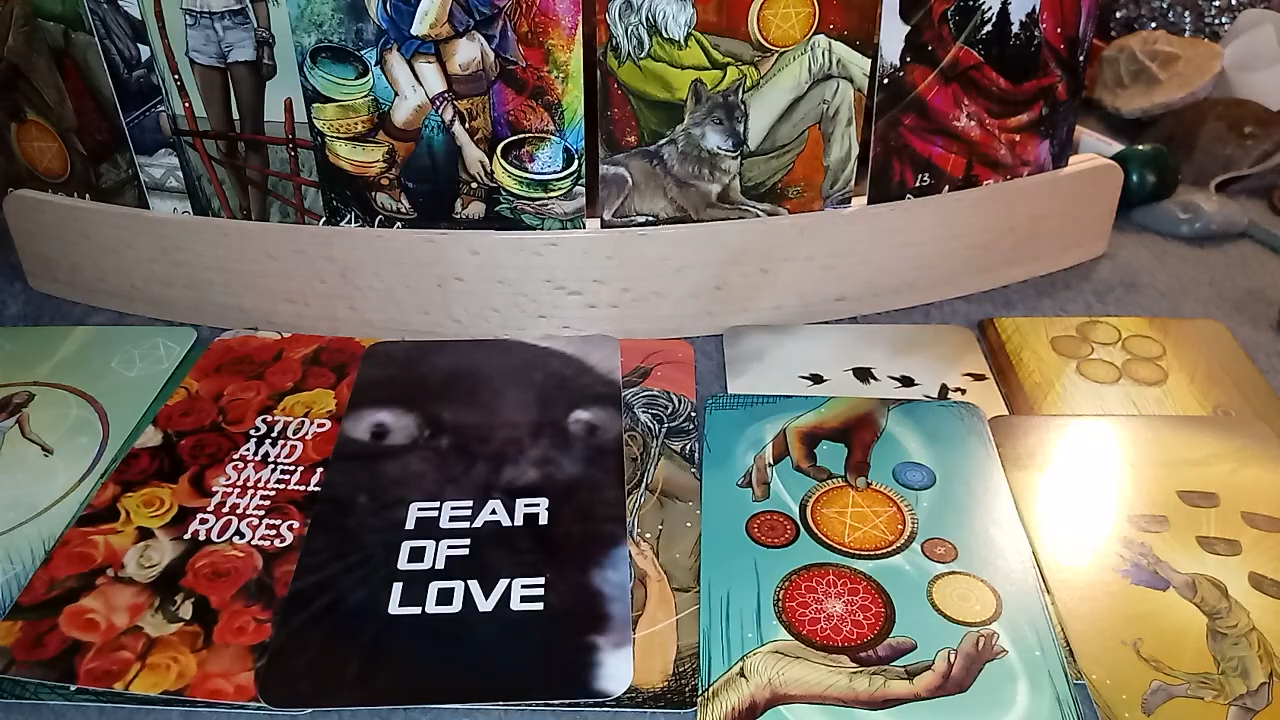 13
STOP
AND
SMELL
THE
ROSES
FEAR
OF
LOVE